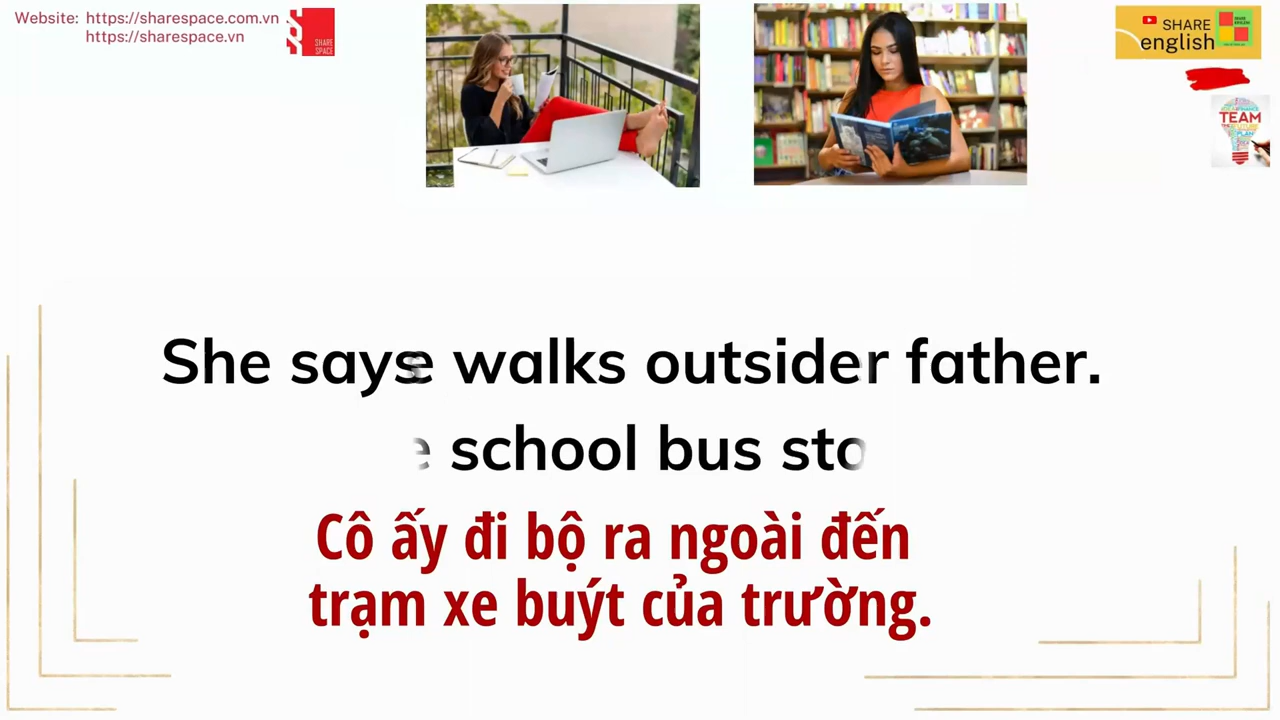 Website: https://sharespace.com.vn
https://sharespace.vn
SHARE
SPACE
SHARE
english
TEAM
PLAN
She says walks outsider father.
e school bus sto
Cô ấy đi bộ ra ngoài đến
trạm xe buýt của trường.